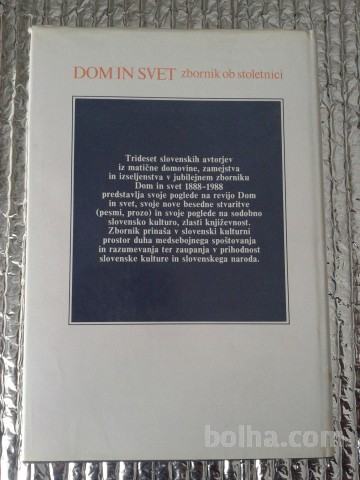 DOM IN SVET zbornik ob stoletnici
Trideset slovenskih avtorjev
iz matične domovine, zamejstva
in izseljenstva v jubilejnem zborniku
Dom in svet 1888-1988
predstavlja svoje poglede na revijo Dom
in svet, svoje nove besedne stvaritve
(pesmi, prozo) in svoje poglede na sodobno
slovensko kulturo, zlasti književnost.
Zbornik prinaša v slovenski kulturni
prostor duha medsebojnega spoštovanja
in razumevanja ter zaupanja v prihodnost
slovenske kulture in slovenskega naroda.
bolha.com